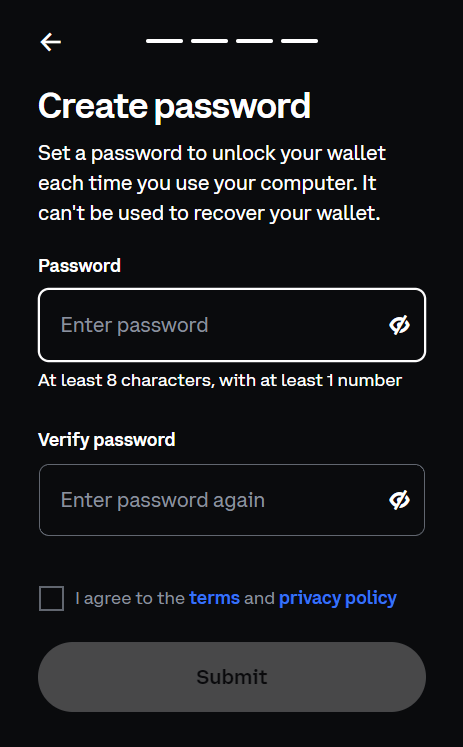 Create password
Set a password to unlock your wallet
each time you use your computer. It
can't be used to recover your wallet.
Password
Enter password
At least 8 characters, with at least 1 number
Verify password
Enter password again
I agree to the terms and privacy policy
Submit